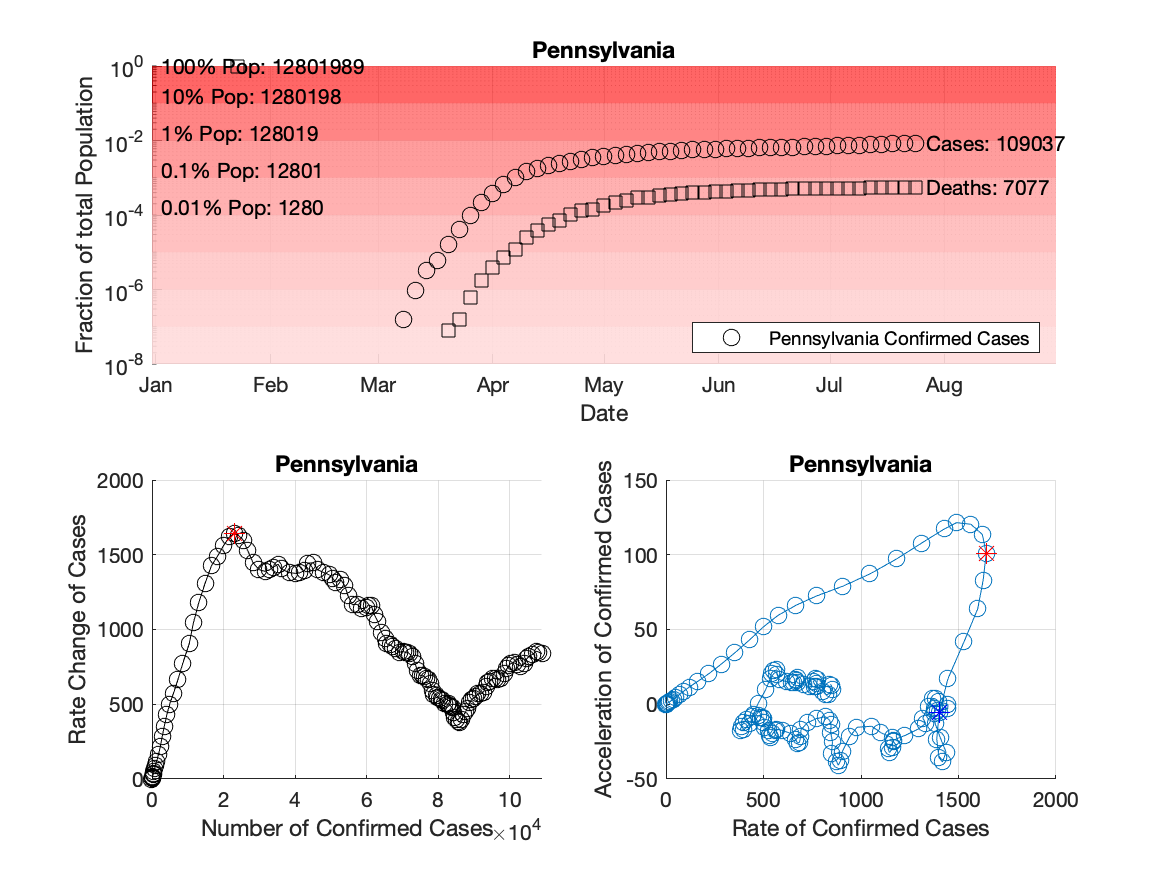 Pennsylvania
10^0
10^-2
10^-4
10^-6
10^-8
Fraction of total Population
100% Pop: 12801989
10% Pop: 1280198
1% Pop: 128019
0.1% Pop: 12801
0.01% Pop: 1280
Cases: 109037
Deaths: 7077
Pennsylvania Confirmed Cases
Jan Feb Mar Apr May Jun Jul Aug
Date
Pennsylvania
2000
1500
1000
500
0
Rate Change of Cases
0 2 4 6 8 10
Number of Confirmed Cases ×10^4
Pennsylvania
150
100
50
0
-50
Acceleration of Confirmed Cases
0 500 1000 1500 2000
Rate of Confirmed Cases